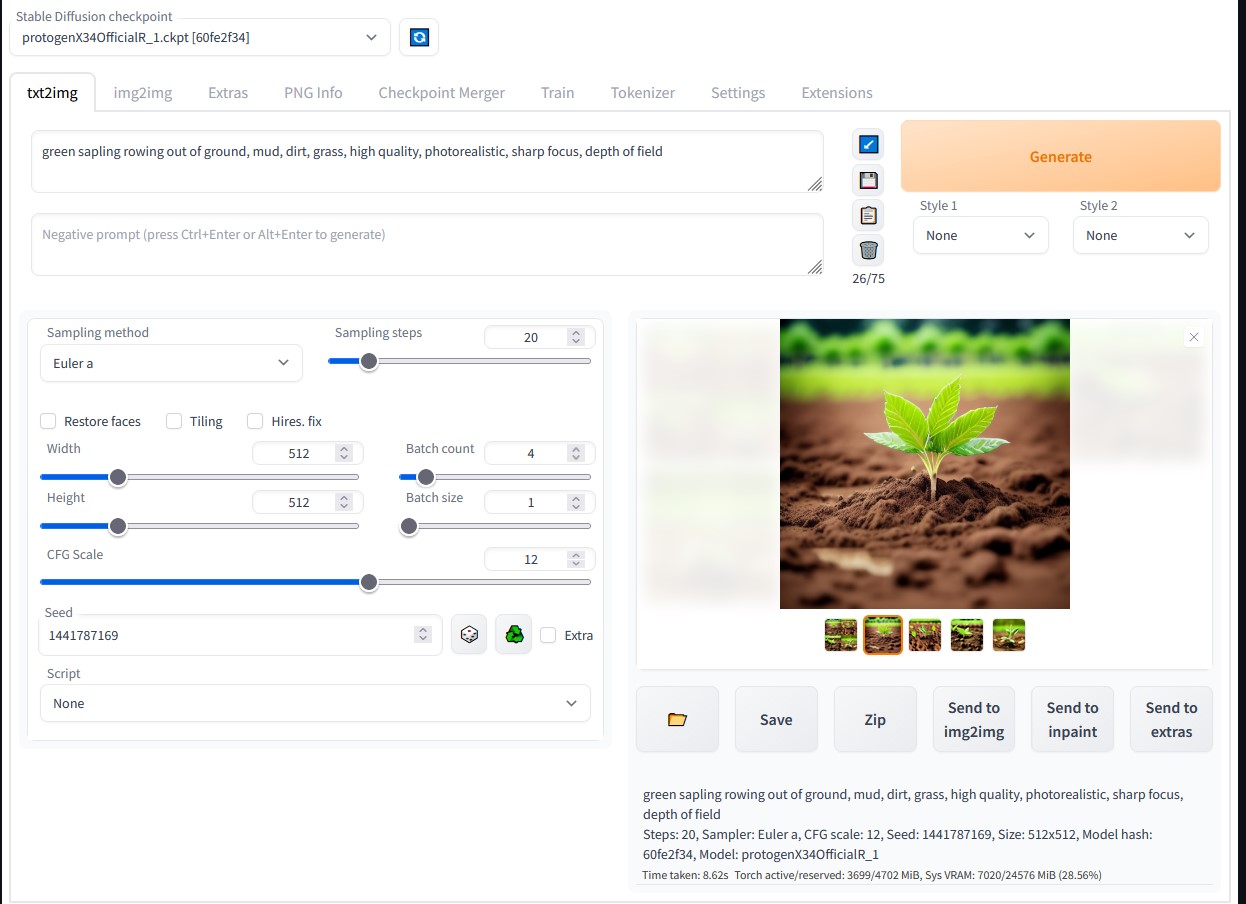 Stable Diffusion checkpoint
protogenX34OfficialR_1.ckpt [60fe2f34]
txt2img img2img Extras PNG Info Checkpoint Merger Train Tokenizer Settings Extensions
green sapling rowing out of ground, mud, dirt, grass, high quality, photorealistic, sharp focus, depth of field
Generate
Style 1 Style 2
None None
Negative prompt (press Ctrl+Enter or Alt+Enter to generate)
26/75
Sampling method Sampling steps 20
Euler a
Restore faces Tiling Hires. fix
Width 512 Batch count 4
Height 512 Batch size 1
CFG Scale 12
Seed
1441787169 Extra
Script
None
Save Zip Send to img2img Send to inpaint Send to extras
green sapling rowing out of ground, mud, dirt, grass, high quality, photorealistic, sharp focus,
depth of field
Steps: 20, Sampler: Euler a, CFG scale: 12, Seed: 1441787169, Size: 512x512, Model hash:
60fe2f34, Model: protogenX34OfficialR_1
Time taken: 8.62s Torch active/reserved: 3699/4702 MiB, Sys VRAM: 7020/24576 MiB (28.56%)